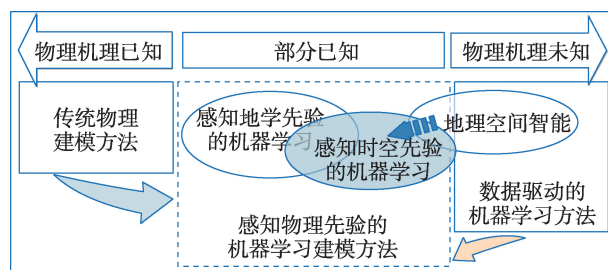 物理机理已知
部分已知
物理机理未知
传统物理
建模方法
感知地学先验
的机器学习
感知时空先验
的机器学习
地理空间智能
数据驱动的
机器学习方法
感知物理先验的
机器学习建模方法